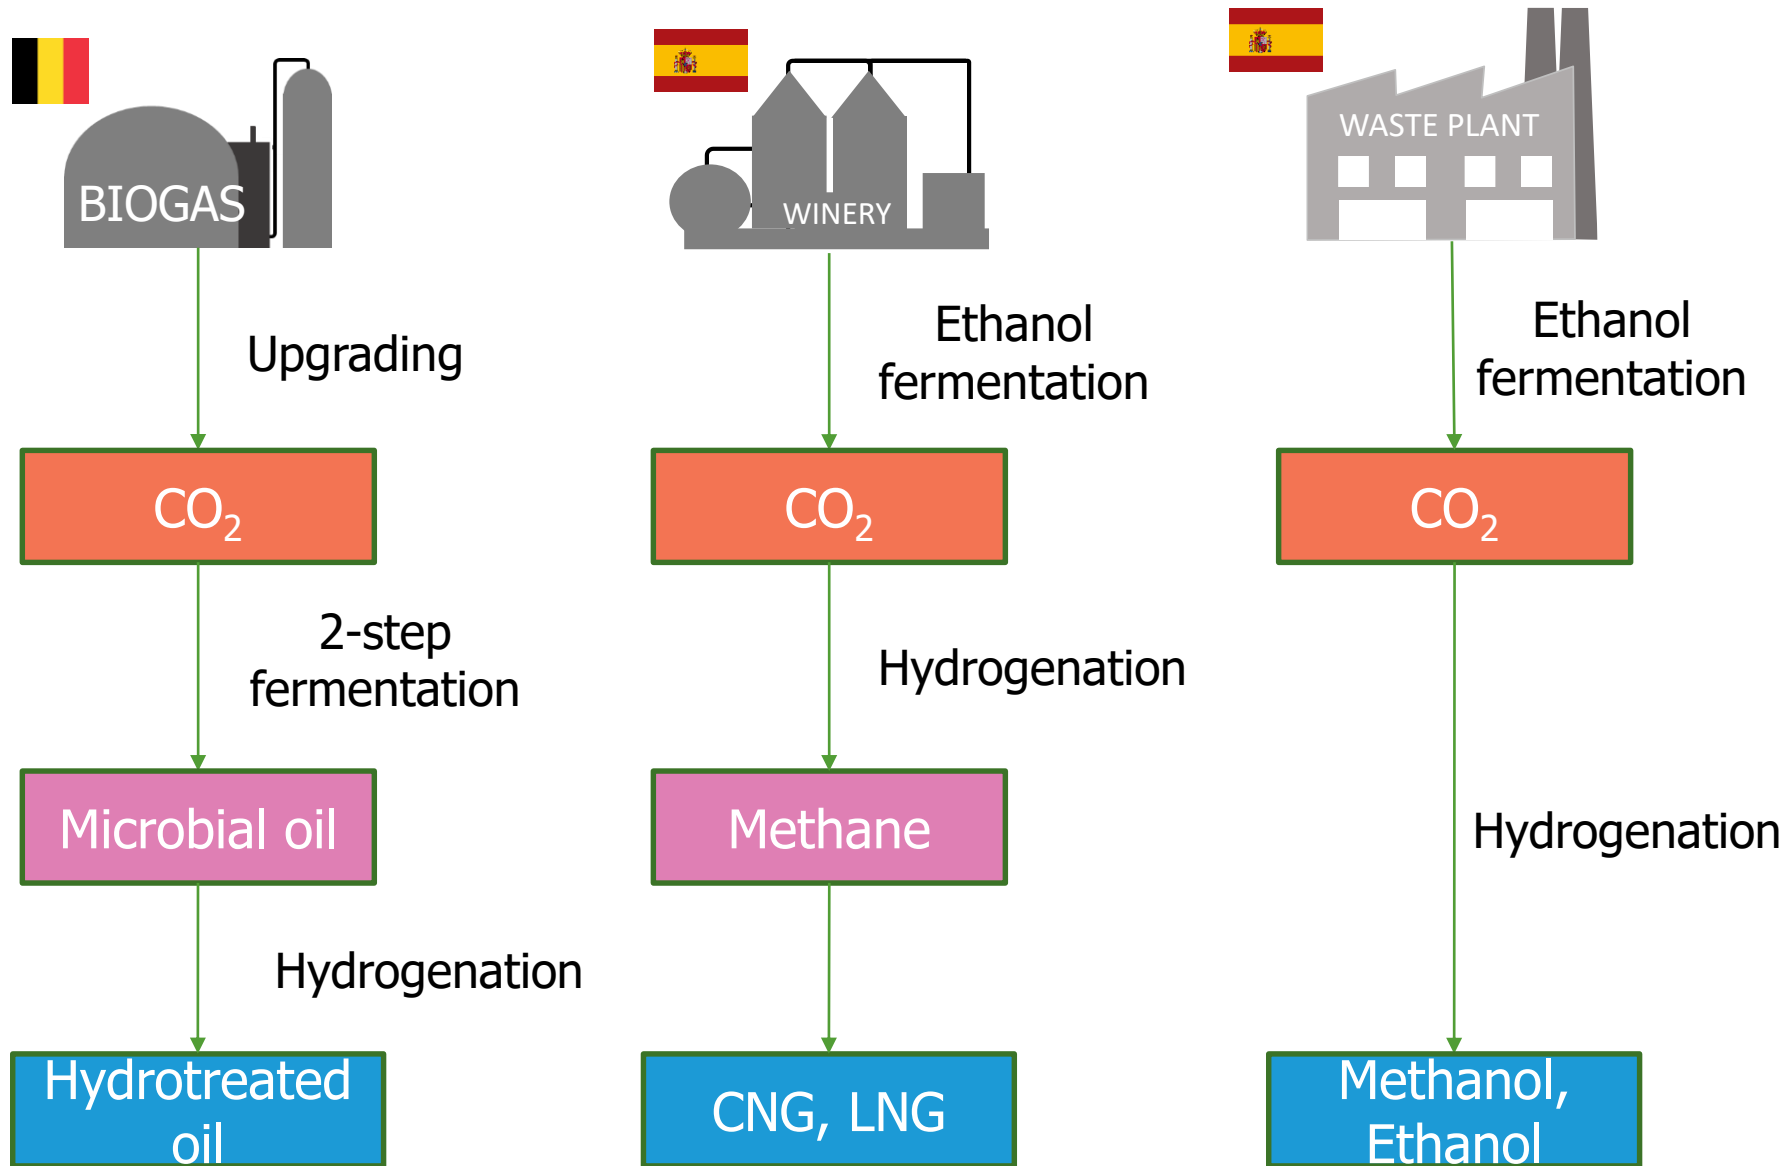 BIOGAS
WINERY
WASTE PLANT
Upgrading
Ethanol
fermentation
Ethanol
fermentation
CO₂
CO₂
CO₂
2-step
fermentation
Hydrogenation
Microbial oil
Methane
Hydrogenation
Hydrogenation
Hydrotreated
oil
CNG, LNG
Methanol,
Ethanol